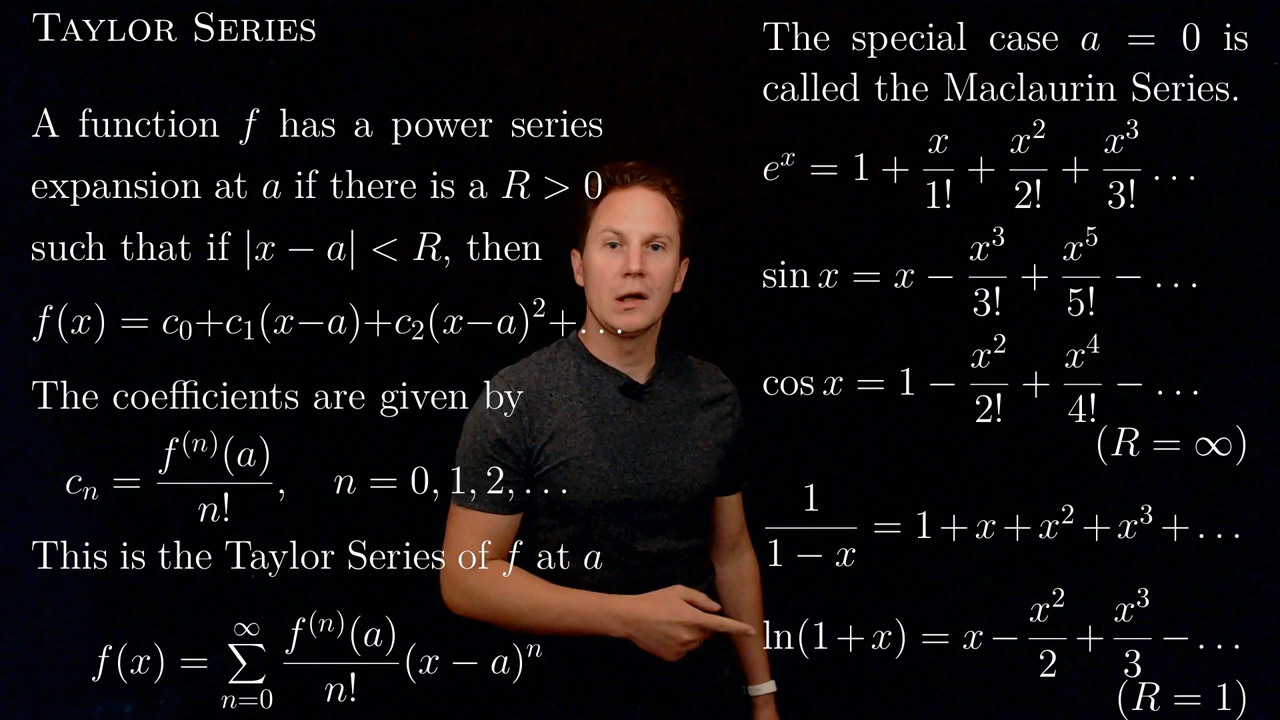 TAYLOR SERIES
A function f has a power series
expansion at a if there is a R > 0
such that if |x − a| < R, then
f(x) = c₀+c₁(x−a)+c₂(x−a)²+...
The coefficients are given by
cₙ = f⁽ⁿ⁾(a)/n!, n = 0, 1, 2, ...
This is the Taylor Series of f at a
f(x) = ∑_{n=0}^{∞} f⁽ⁿ⁾(a)/n! (x − a)ⁿ
The special case a = 0 is
called the Maclaurin Series.
eˣ = 1 + x/1! + x²/2! + x³/3! ...
sin x = x − x³/3! + x⁵/5! − ...
cos x = 1 − x²/2! + x⁴/4! − ...
(R = ∞)
1/(1 − x) = 1 + x + x² + x³ + ...
ln(1 + x) = x − x²/2 + x³/3 − ...
(R = 1)